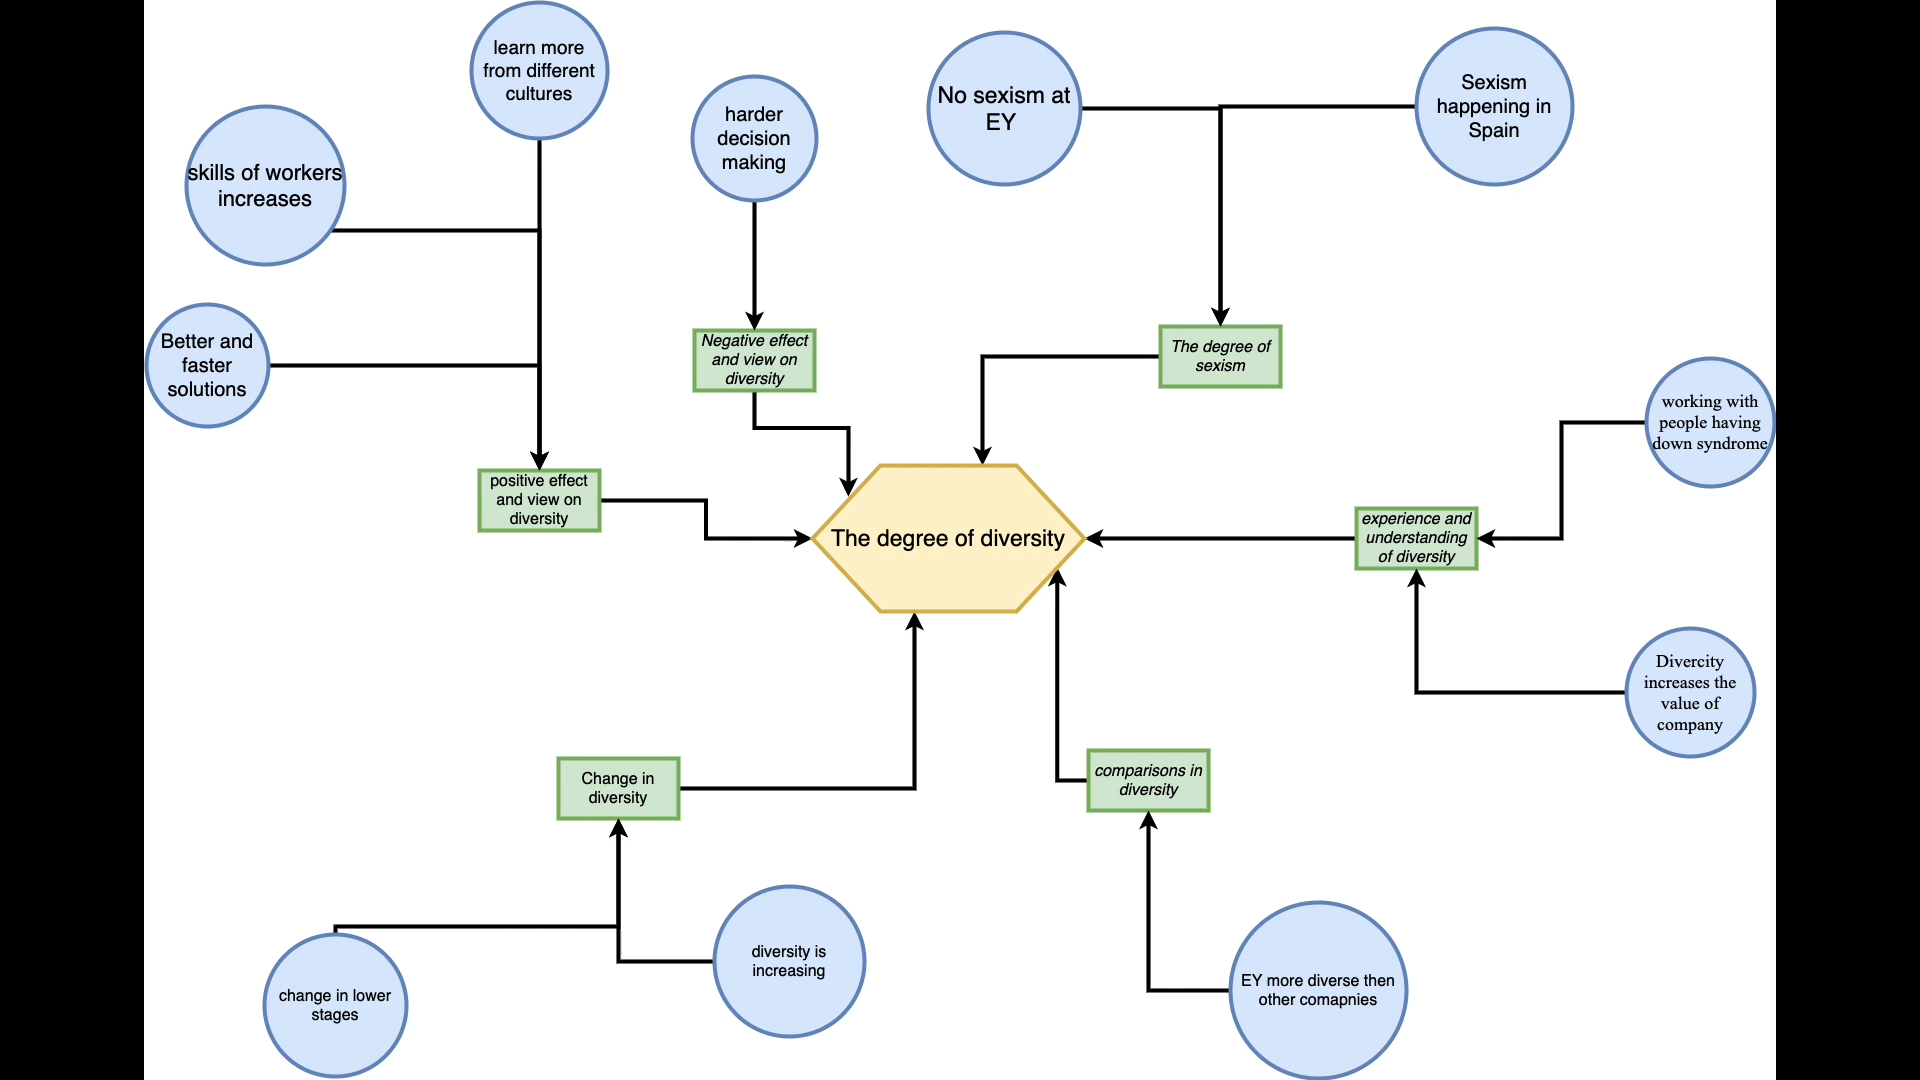 learn more
from different
cultures
skills of workers
increases
harder
decision
making
No sexism at
EY
Sexism
happening in
Spain
Better and
faster
solutions
Negative effect
and view on
diversity
The degree of
sexism
working with
people having
down syndrome
positive effect
and view on
diversity
The degree of diversity
experience and
understanding
of diversity
Divercity
increases the
value of
company
Change in
diversity
comparisons in
diversity
diversity is
increasing
change in lower
stages
EY more diverse then
other comapnies